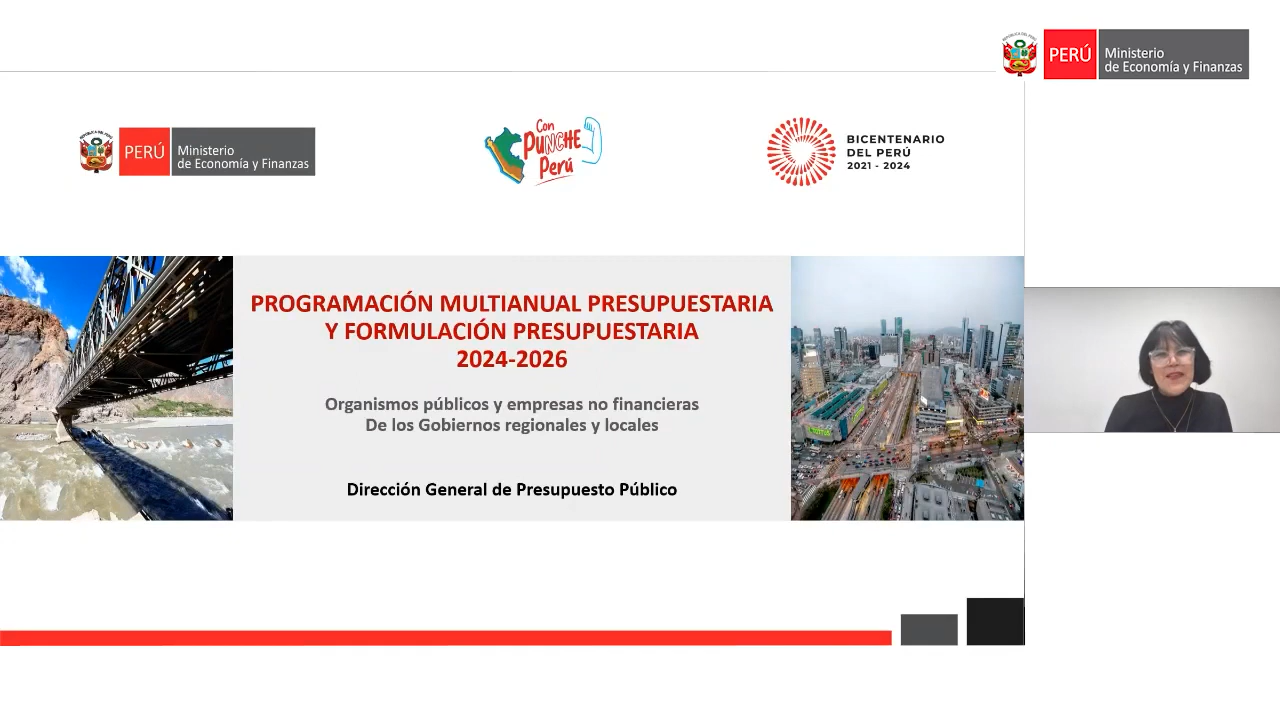 PERÚ
Ministerio
de Economía y Finanzas
PERÚ
Ministerio
de Economía y Finanzas
Con
PUNCHE
Perú
BICENTENARIO
DEL PERÚ
2021 - 2024
PROGRAMACIÓN MULTIANUAL PRESUPUESTARIA
Y FORMULACIÓN PRESUPUESTARIA
2024-2026
Organismos públicos y empresas no financieras
De los Gobiernos regionales y locales
Dirección General de Presupuesto Público